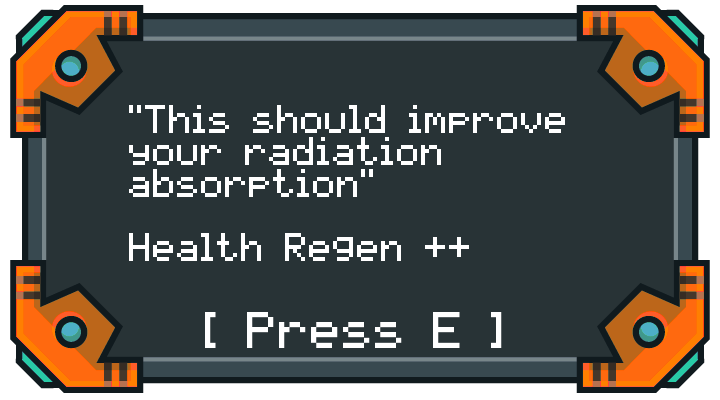 "This should improve
your radiation
absorption"
Health Regen ++
[ Press E ]